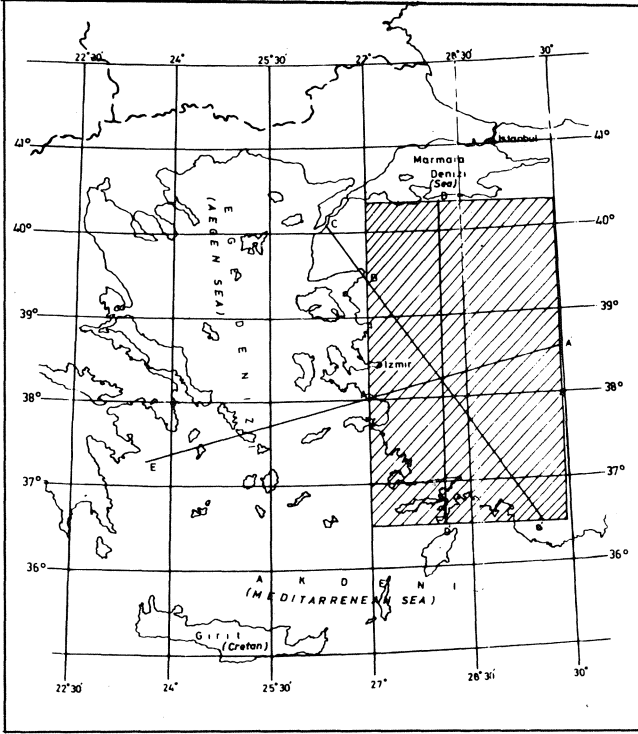 22°30' 24° 25°30' 27° 28°30' 30°
41° 41°
Istanbul
Marmara
Denizi
(Sea)
D
40° 40°
E G E D E N İ Z İ
(AEGEN SEA)
C
B
39° 39°
A
İzmir
38° 38°
A
E
37° 37°
B
D
36° 36°
A K D E N I
(MEDITARRENEAN SEA)
Girit
(Cretan)
22°30' 24° 25°30' 27° 28°30' 30°